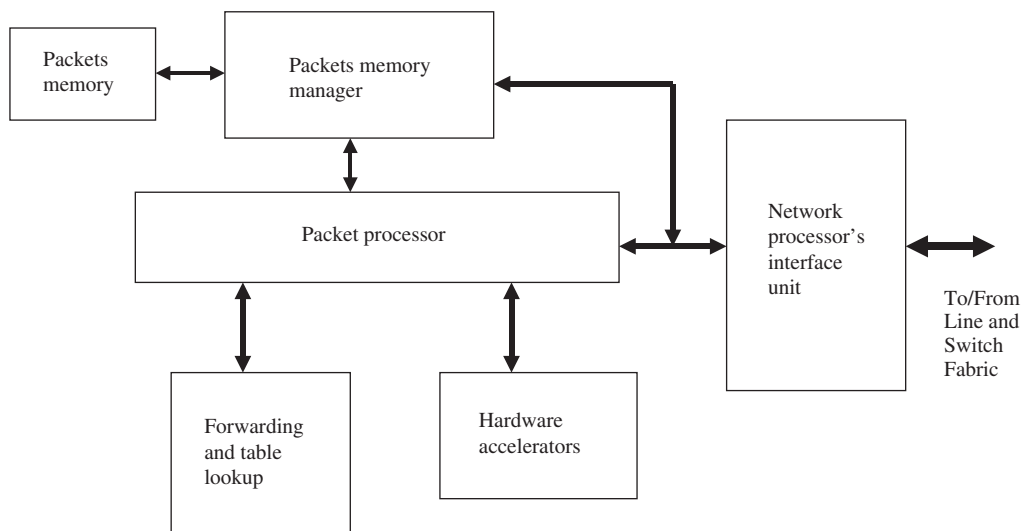 Packets
memory
Packets memory
manager
Packet processor
Network
processor’s
interface
unit
To/From
Line and
Switch
Fabric
Forwarding
and table
lookup
Hardware
accelerators